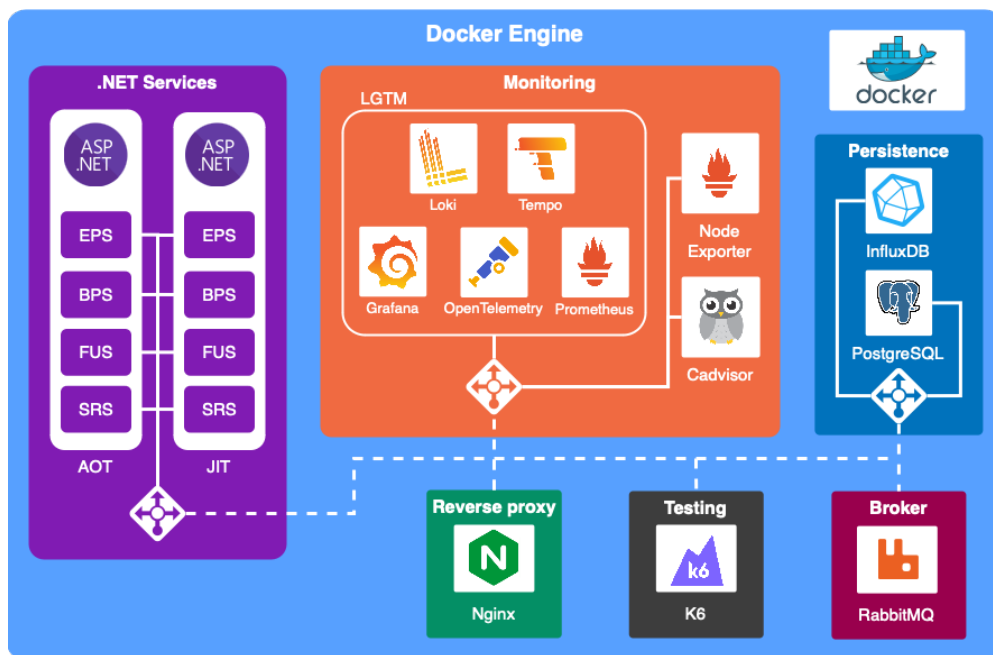 Docker Engine
docker
.NET Services
ASP
.NET
ASP
.NET
EPS
EPS
BPS
BPS
FUS
FUS
SRS
SRS
AOT
JIT
Monitoring
LGTM
Loki
Tempo
Grafana
OpenTelemetry
Prometheus
Node
Exporter
Cadvisor
Persistence
InfluxDB
PostgreSQL
Reverse proxy
N
Nginx
Testing
k6
K6
Broker
RabbitMQ